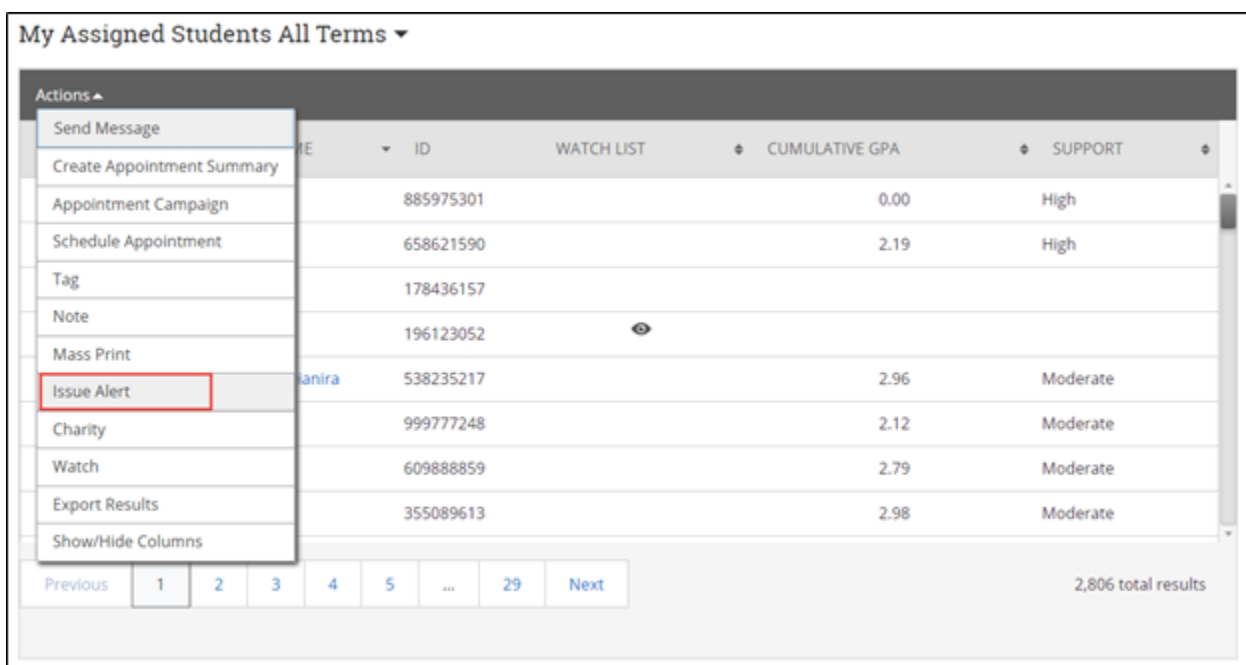 My Assigned Students All Terms
Actions
Send Message
Create Appointment Summary
Appointment Campaign
Schedule Appointment
Tag
Note
Mass Print
Issue Alert
Charity
Watch
Export Results
Show/Hide Columns
ID WATCH LIST CUMULATIVE GPA SUPPORT
885975301 0.00 High
658621590 2.19 High
178436157
196123052
anira 538235217 2.96 Moderate
999777248 2.12 Moderate
609888859 2.79 Moderate
355089613 2.98 Moderate
Previous 1 2 3 4 5 ... 29 Next 2,806 total results